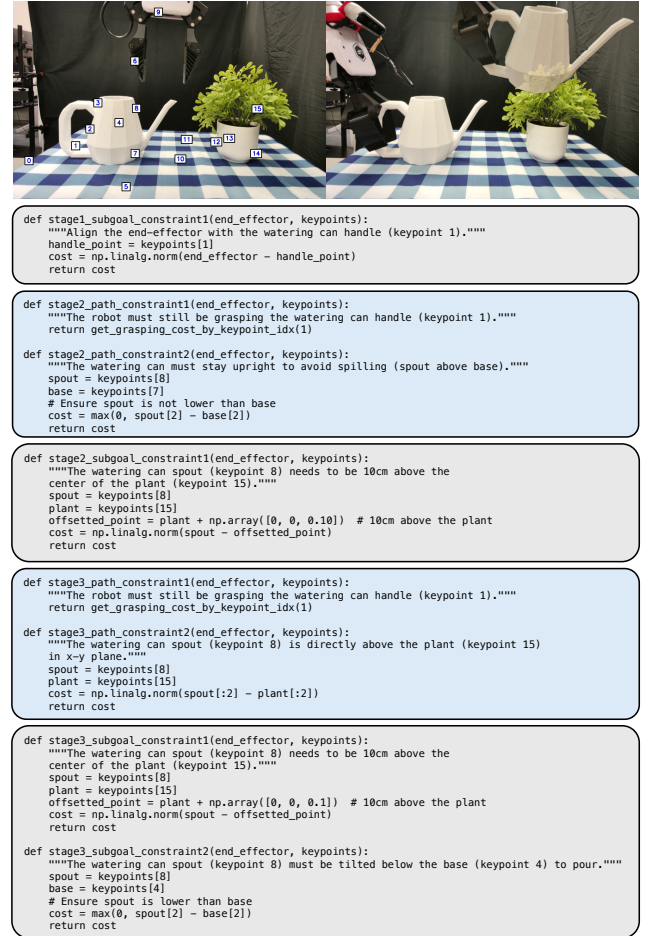 9
6
3
8
15
4
2
11
13
12
1
7
14
10
0
5
def stage1_subgoal_constraint1(end_effector, keypoints):
"""Align the end-effector with the watering can handle (keypoint 1)."""
handle_point = keypoints[1]
cost = np.linalg.norm(end_effector - handle_point)
return cost
def stage2_path_constraint1(end_effector, keypoints):
"""The robot must still be grasping the watering can handle (keypoint 1)."""
return get_grasping_cost_by_keypoint_idx(1)
def stage2_path_constraint2(end_effector, keypoints):
"""The watering can must stay upright to avoid spilling (spout above base)."""
spout = keypoints[8]
base = keypoints[7]
# Ensure spout is not lower than base
cost = max(0, spout[2] - base[2])
return cost
def stage2_subgoal_constraint1(end_effector, keypoints):
"""The watering can spout (keypoint 8) needs to be 10cm above the
center of the plant (keypoint 15)."""
spout = keypoints[8]
plant = keypoints[15]
offsetted_point = plant + np.array([0, 0, 0.10])  # 10cm above the plant
cost = np.linalg.norm(spout - offsetted_point)
return cost
def stage3_path_constraint1(end_effector, keypoints):
"""The robot must still be grasping the watering can handle (keypoint 1)."""
return get_grasping_cost_by_keypoint_idx(1)
def stage3_path_constraint2(end_effector, keypoints):
"""The watering can spout (keypoint 8) is directly above the plant (keypoint 15)
in x-y plane."""
spout = keypoints[8]
plant = keypoints[15]
cost = np.linalg.norm(spout[:2] - plant[:2])
return cost
def stage3_subgoal_constraint1(end_effector, keypoints):
"""The watering can spout (keypoint 8) needs to be 10cm above the
center of the plant (keypoint 15)."""
spout = keypoints[8]
plant = keypoints[15]
offsetted_point = plant + np.array([0, 0, 0.1])  # 10cm above the plant
cost = np.linalg.norm(spout - offsetted_point)
return cost
def stage3_subgoal_constraint2(end_effector, keypoints):
"""The watering can spout (keypoint 8) must be tilted below the base (keypoint 4) to pour."""
spout = keypoints[8]
base = keypoints[4]
# Ensure spout is lower than base
cost = max(0, spout[2] - base[2])
return cost